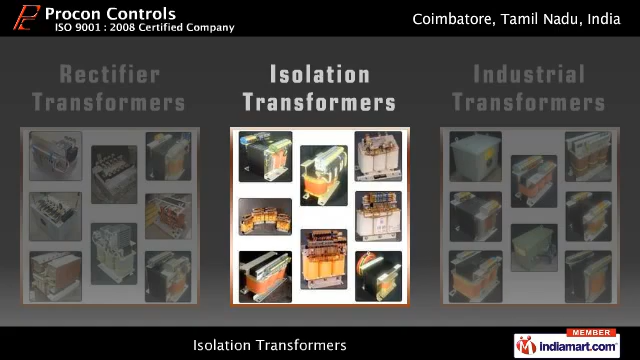 Procon Controls
ISO 9001 : 2008 Certified Company
Coimbatore, Tamil Nadu, India
Rectifier
Transformers
Isolation
Transformers
Industrial
Transformers
Isolation Transformers
MEMBER
indiamart.com